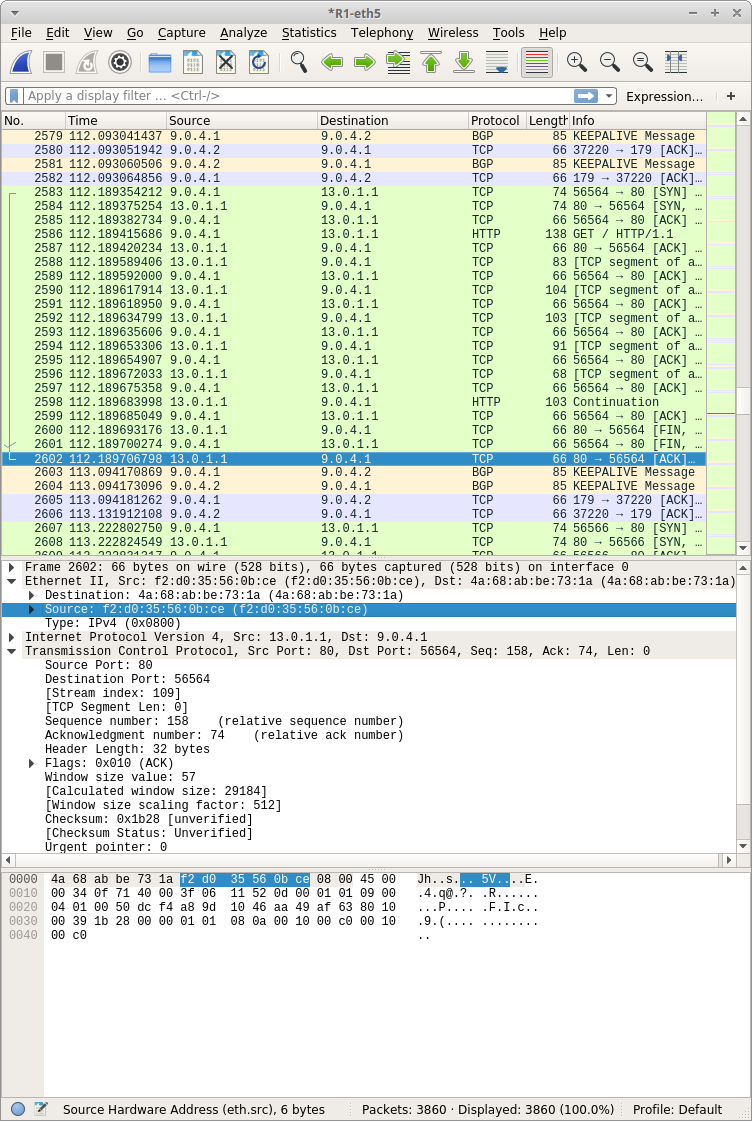 *R1-eth5
File Edit View Go Capture Analyze Statistics Telephony Wireless Tools Help
Apply a display filter ... <Ctrl-/> Expression... +
No. Time Source Destination Protocol Length Info
2579 112.093041437 9.0.4.1 9.0.4.2 BGP 85 KEEPALIVE Message
2580 112.093051942 9.0.4.2 9.0.4.1 TCP 66 37220 → 179 [ACK]…
2581 112.093060506 9.0.4.2 9.0.4.1 BGP 85 KEEPALIVE Message
2582 112.093064856 9.0.4.1 9.0.4.2 TCP 66 179 → 37220 [ACK]…
2583 112.189354212 9.0.4.1 13.0.1.1 TCP 74 56564 → 80 [SYN] …
2584 112.189375254 13.0.1.1 9.0.4.1 TCP 74 80 → 56564 [SYN, …
2585 112.189382734 9.0.4.1 13.0.1.1 TCP 66 56564 → 80 [ACK] …
2586 112.189415686 9.0.4.1 13.0.1.1 HTTP 138 GET / HTTP/1.1
2587 112.189420234 13.0.1.1 9.0.4.1 TCP 66 80 → 56564 [ACK] …
2588 112.189589406 13.0.1.1 9.0.4.1 TCP 83 [TCP segment of a…
2589 112.189592000 9.0.4.1 13.0.1.1 TCP 66 56564 → 80 [ACK] …
2590 112.189617914 13.0.1.1 9.0.4.1 TCP 104 [TCP segment of a…
2591 112.189618950 9.0.4.1 13.0.1.1 TCP 66 56564 → 80 [ACK] …
2592 112.189634799 13.0.1.1 9.0.4.1 TCP 103 [TCP segment of a…
2593 112.189635606 9.0.4.1 13.0.1.1 TCP 66 56564 → 80 [ACK] …
2594 112.189653306 13.0.1.1 9.0.4.1 TCP 91 [TCP segment of a…
2595 112.189654907 9.0.4.1 13.0.1.1 TCP 66 56564 → 80 [ACK] …
2596 112.189672033 13.0.1.1 9.0.4.1 TCP 68 [TCP segment of a…
2597 112.189675358 9.0.4.1 13.0.1.1 TCP 66 56564 → 80 [ACK] …
2598 112.189683998 13.0.1.1 9.0.4.1 HTTP 103 Continuation
2599 112.189685049 9.0.4.1 13.0.1.1 TCP 66 56564 → 80 [ACK] …
2600 112.189693176 13.0.1.1 9.0.4.1 TCP 66 80 → 56564 [FIN, …
2601 112.189700274 9.0.4.1 13.0.1.1 TCP 66 56564 → 80 [FIN, …
2602 112.189706798 13.0.1.1 9.0.4.1 TCP 66 80 → 56564 [ACK]…
2603 113.094170869 9.0.4.1 9.0.4.2 BGP 85 KEEPALIVE Message
2604 113.094173096 9.0.4.2 9.0.4.1 BGP 85 KEEPALIVE Message
2605 113.094181262 9.0.4.1 9.0.4.2 TCP 66 179 → 37220 [ACK]…
2606 113.131912108 9.0.4.2 9.0.4.1 TCP 66 37220 → 179 [ACK]…
2607 113.222802750 9.0.4.1 13.0.1.1 TCP 74 56566 → 80 [SYN] …
2608 113.222824549 13.0.1.1 9.0.4.1 TCP 74 80 → 56566 [SYN, …
Frame 2602: 66 bytes on wire (528 bits), 66 bytes captured (528 bits) on interface 0
Ethernet II, Src: f2:d0:35:56:0b:ce (f2:d0:35:56:0b:ce), Dst: 4a:68:ab:be:73:1a (4a:68:ab:be:73:1a)
Destination: 4a:68:ab:be:73:1a (4a:68:ab:be:73:1a)
Source: f2:d0:35:56:0b:ce (f2:d0:35:56:0b:ce)
Type: IPv4 (0x0800)
Internet Protocol Version 4, Src: 13.0.1.1, Dst: 9.0.4.1
Transmission Control Protocol, Src Port: 80, Dst Port: 56564, Seq: 158, Ack: 74, Len: 0
Source Port: 80
Destination Port: 56564
[Stream index: 109]
[TCP Segment Len: 0]
Sequence number: 158 (relative sequence number)
Acknowledgment number: 74 (relative ack number)
Header Length: 32 bytes
Flags: 0x010 (ACK)
Window size value: 57
[Calculated window size: 29184]
[Window size scaling factor: 512]
Checksum: 0x1b28 [unverified]
[Checksum Status: Unverified]
Urgent pointer: 0
0000 4a 68 ab be 73 1a f2 d0 35 56 0b ce 08 00 45 00 Jh..s... 5V....E.
0010 00 34 0f 71 40 00 3f 06 11 52 0d 00 01 01 09 00 .4.q@.?. .R......
0020 04 01 00 50 dc f4 a8 9d 10 46 aa 49 af 63 80 10 ...P.... .F.I.c..
0030 00 39 1b 28 00 00 01 01 08 0a 00 10 00 c0 00 10 .9.(.... ........
0040 00 c0 ..
Source Hardware Address (eth.src), 6 bytes Packets: 3860 · Displayed: 3860 (100.0%) Profile: Default